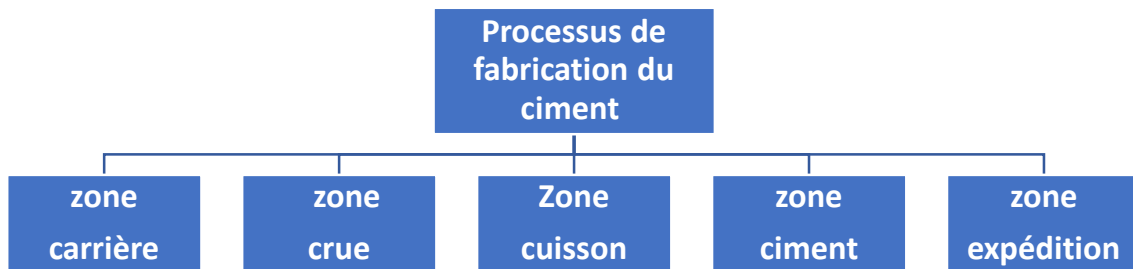 Processus de
fabrication du
ciment
zone
carrière
zone
crue
Zone
cuisson
zone
ciment
zone
expédition